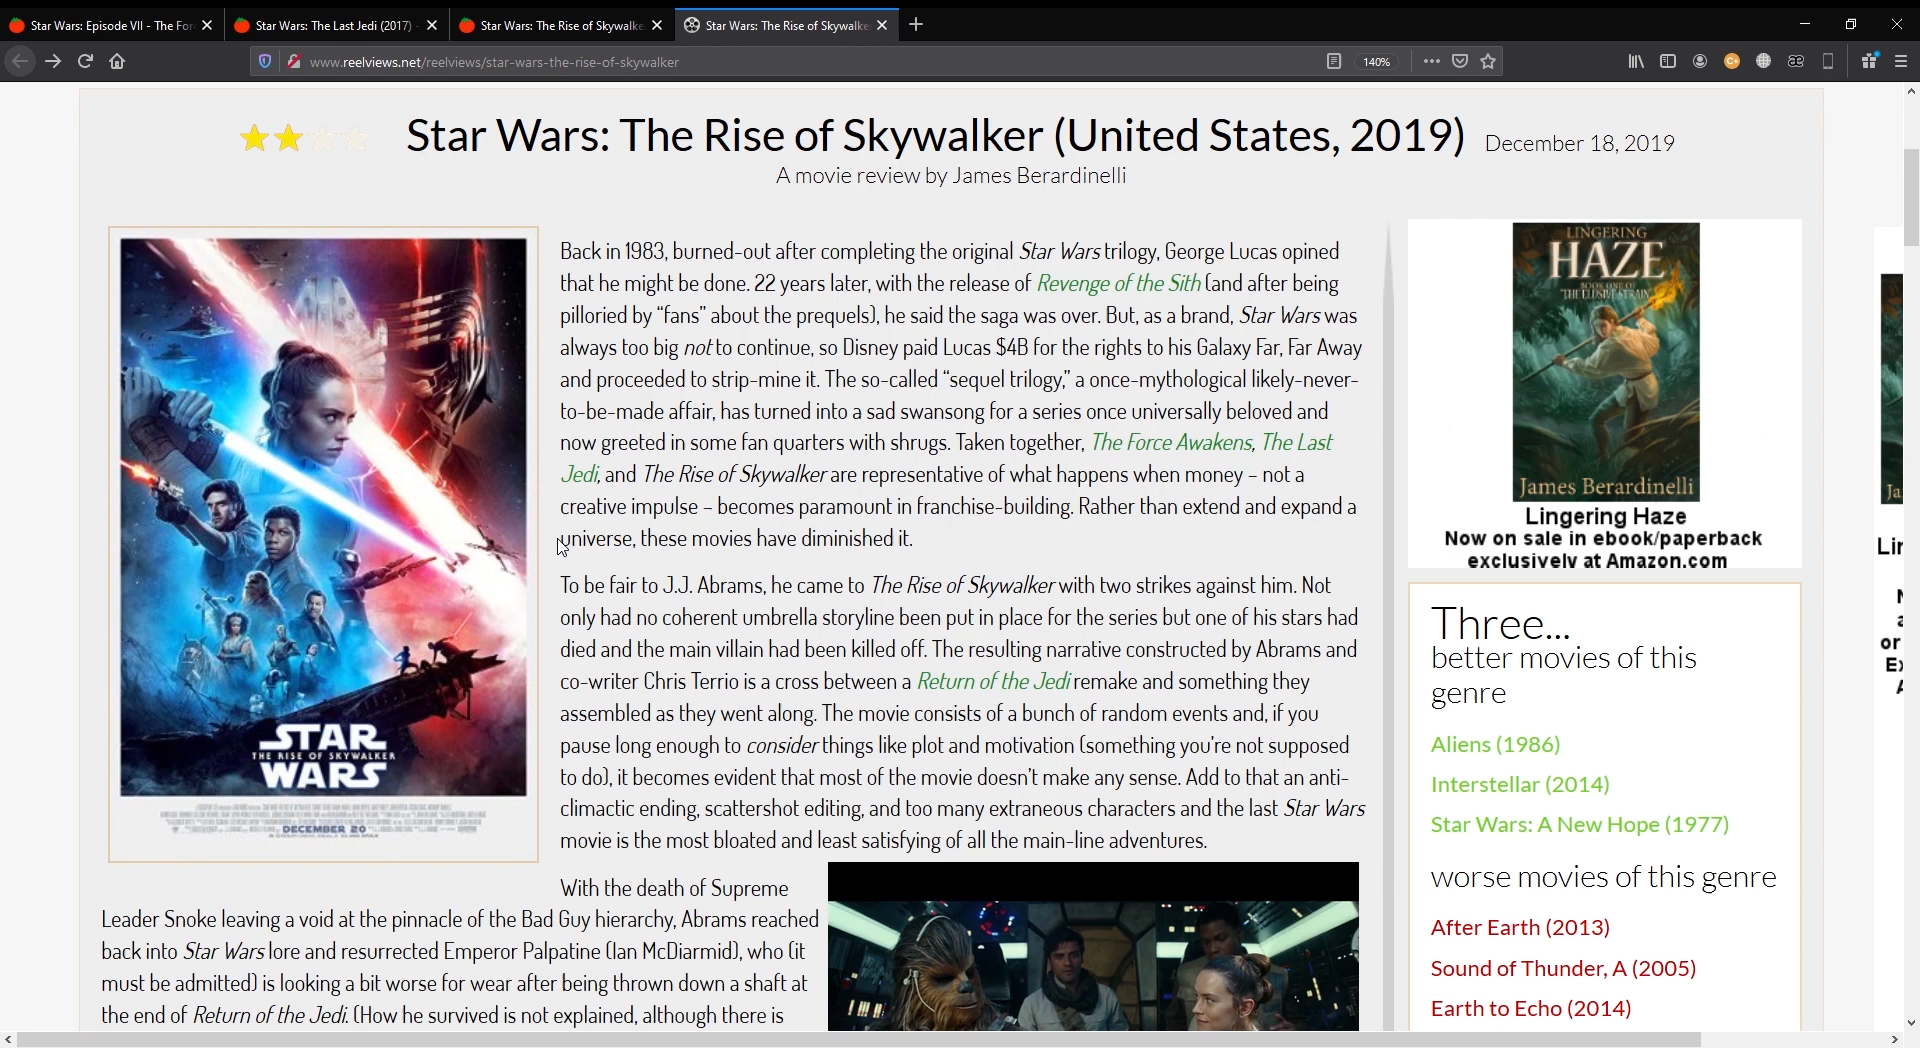 Star Wars: Episode VII - The For
Star Wars: The Last Jedi (2017) -
Star Wars: The Rise of Skywalke
Star Wars: The Rise of Skywalke
www.reelviews.net/reelviews/star-wars-the-rise-of-skywalker
140%
Star Wars: The Rise of Skywalker (United States, 2019) December 18, 2019
A movie review by James Berardinelli
Back in 1983, burned-out after completing the original Star Wars trilogy, George Lucas opined
that he might be done. 22 years later, with the release of Revenge of the Sith (and after being
pilloried by “fans” about the prequels), he said the saga was over. But, as a brand, Star Wars was
always too big not to continue, so Disney paid Lucas $4B for the rights to his Galaxy Far, Far Away
and proceeded to strip-mine it. The so-called “sequel trilogy,” a once-mythological likely-never-
to-be-made affair, has turned into a sad swansong for a series once universally beloved and
now greeted in some fan quarters with shrugs. Taken together, The Force Awakens, The Last
Jedi, and The Rise of Skywalker are representative of what happens when money – not a
creative impulse – becomes paramount in franchise-building. Rather than extend and expand a
universe, these movies have diminished it.
To be fair to J.J. Abrams, he came to The Rise of Skywalker with two strikes against him. Not
only had no coherent umbrella storyline been put in place for the series but one of his stars had
died and the main villain had been killed off. The resulting narrative constructed by Abrams and
co-writer Chris Terrio is a cross between a Return of the Jedi remake and something they
assembled as they went along. The movie consists of a bunch of random events and, if you
pause long enough to consider things like plot and motivation (something you’re not supposed
to do), it becomes evident that most of the movie doesn’t make any sense. Add to that an anti-
climactic ending, scattershot editing, and too many extraneous characters and the last Star Wars
movie is the most bloated and least satisfying of all the main-line adventures.
With the death of Supreme
Leader Snoke leaving a void at the pinnacle of the Bad Guy hierarchy, Abrams reached
back into Star Wars lore and resurrected Emperor Palpatine (Ian McDiarmid), who (it
must be admitted) is looking a bit worse for wear after being thrown down a shaft at
the end of Return of the Jedi. (How he survived is not explained, although there is
STAR
THE RISE OF SKYWALKER
WARS
DECEMBER 20
LINGERING
HAZE
BOOK ONE OF
"THE ELUSIVE STRAIN"
James Berardinelli
Lingering Haze
Now on sale in ebook/paperback
exclusively at Amazon.com
Three...
better movies of this
genre
Aliens (1986)
Interstellar (2014)
Star Wars: A New Hope (1977)
worse movies of this genre
After Earth (2013)
Sound of Thunder, A (2005)
Earth to Echo (2014)
Ja
Lir
or